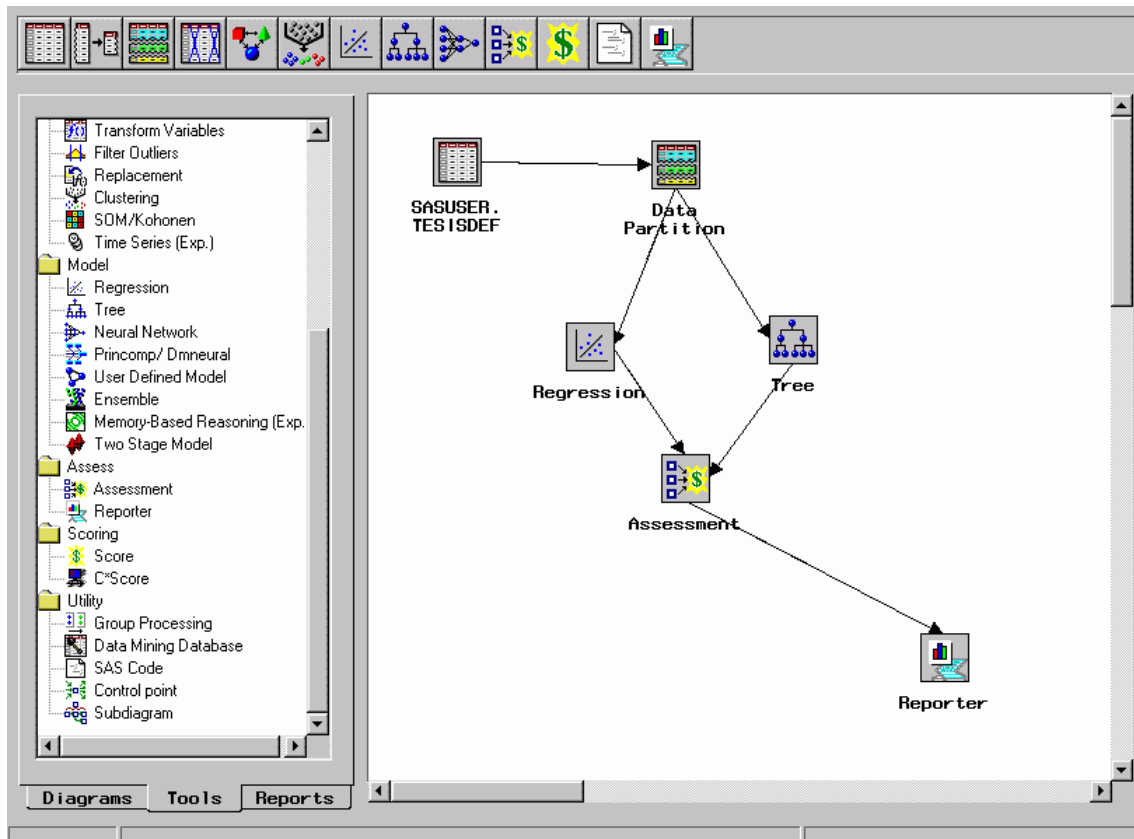 Transform Variables
Filter Outliers
Replacement
Clustering
SOM/Kohonen
Time Series (Exp.)
Model
Regression
Tree
Neural Network
Princomp/ Dmneural
User Defined Model
Ensemble
Memory-Based Reasoning (Exp.
Two Stage Model
Assess
Assessment
Reporter
Scoring
Score
C*Score
Utility
Group Processing
Data Mining Database
SAS Code
Control point
Subdiagram
Diagrams
Tools
Reports
SASUSER.
TESISDEF
Data
Partition
Regression
Tree
Assessment
Reporter